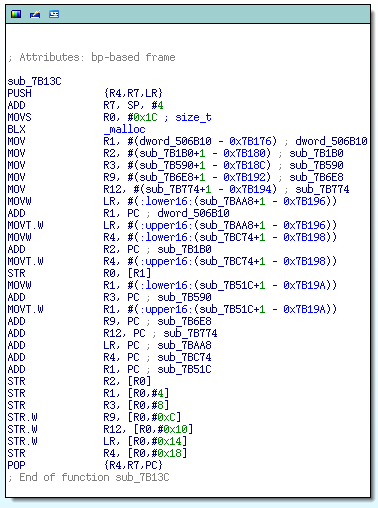 ; Attributes: bp-based frame
sub_7B13C
PUSH {R4,R7,LR}
ADD R7, SP, #4
MOVS R0, #0x1C ; size_t
BLX _malloc
MOV R1, #(dword_506B10 - 0x7B176) ; dword_506B10
MOV R2, #(sub_7B1B0+1 - 0x7B180) ; sub_7B1B0
MOV R3, #(sub_7B590+1 - 0x7B18C) ; sub_7B590
MOV R9, #(sub_7B6E8+1 - 0x7B192) ; sub_7B6E8
MOV R12, #(sub_7B774+1 - 0x7B194) ; sub_7B774
MOVW LR, #(:lower16:(sub_7BAA8+1 - 0x7B196))
ADD R1, PC ; dword_506B10
MOVT.W LR, #(:upper16:(sub_7BAA8+1 - 0x7B196))
MOVW R4, #(:lower16:(sub_7BC74+1 - 0x7B198))
ADD R2, PC ; sub_7B1B0
MOVT.W R4, #(:upper16:(sub_7BC74+1 - 0x7B198))
STR R0, [R1]
MOVW R1, #(:lower16:(sub_7B51C+1 - 0x7B19A))
ADD R3, PC ; sub_7B590
MOVT.W R1, #(:upper16:(sub_7B51C+1 - 0x7B19A))
ADD R9, PC ; sub_7B6E8
ADD R12, PC ; sub_7B774
ADD LR, PC ; sub_7BAA8
ADD R4, PC ; sub_7BC74
ADD R1, PC ; sub_7B51C
STR R2, [R0]
STR R1, [R0,#4]
STR R3, [R0,#8]
STR.W R9, [R0,#0xC]
STR.W R12, [R0,#0x10]
STR.W LR, [R0,#0x14]
STR R4, [R0,#0x18]
POP {R4,R7,PC}
; End of function sub_7B13C